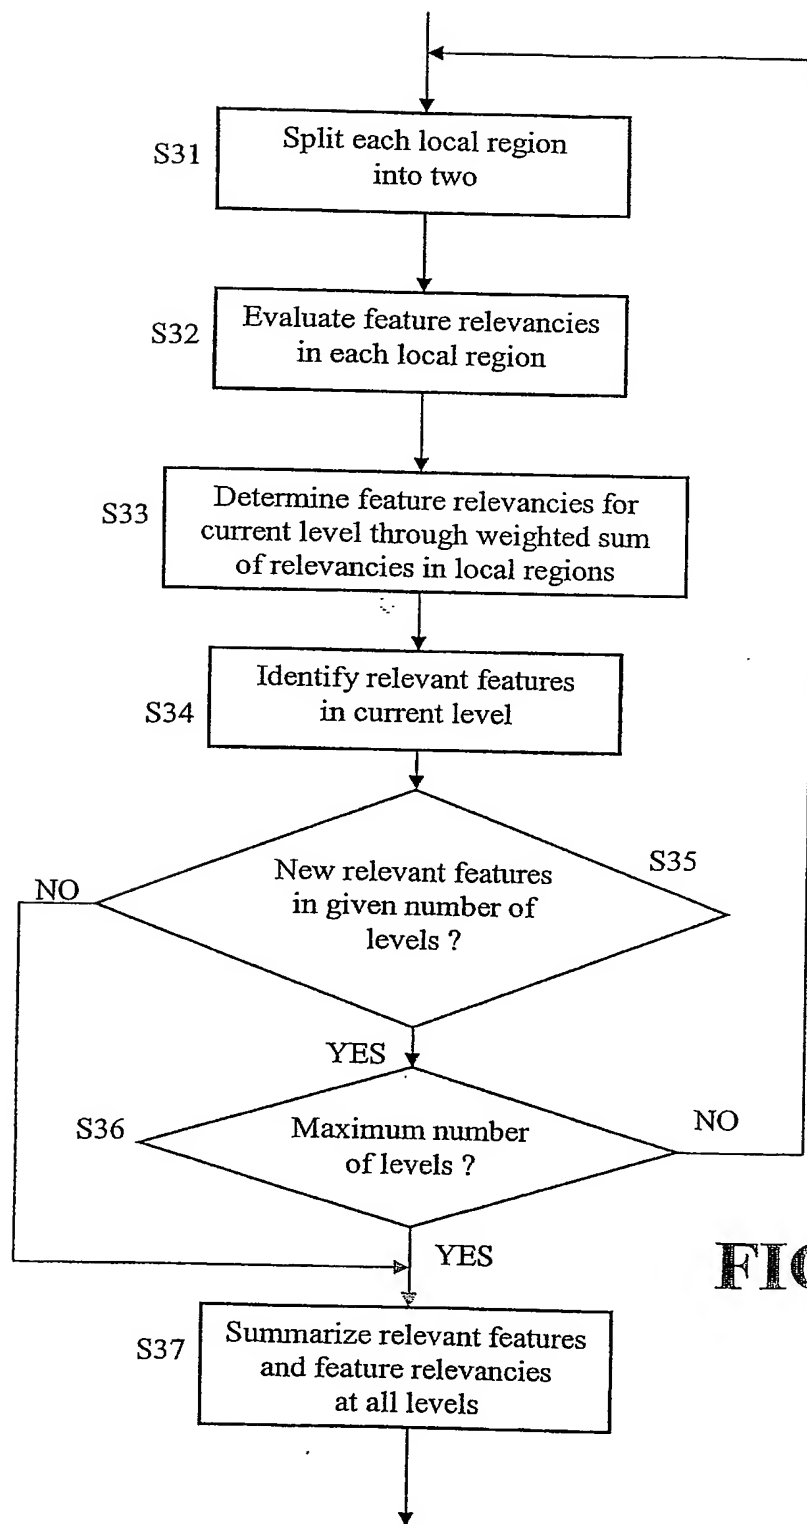 S31
Split each local region
into two
S32
Evaluate feature relevancies
in each local region
S33
Determine feature relevancies for
current level through weighted sum
of relevancies in local regions
S34
Identify relevant features
in current level
S35
New relevant features
in given number of
levels ?
NO
YES
S36
Maximum number
of levels ?
NO
YES
S37
Summarize relevant features
and feature relevancies
at all levels